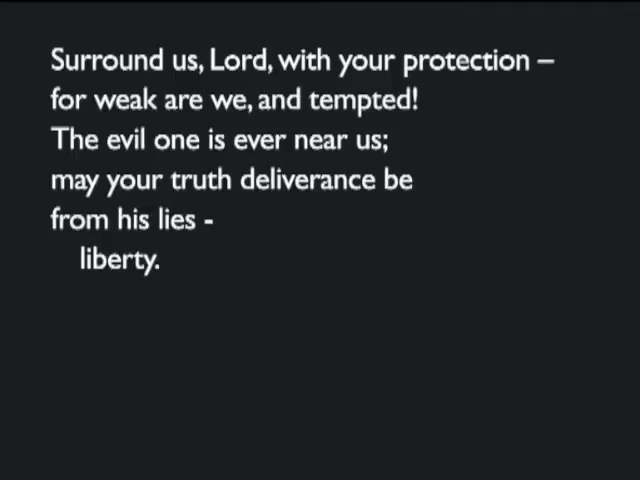 Surround us, Lord, with your protection –
for weak are we, and tempted!
The evil one is ever near us;
may your truth deliverance be
from his lies -
liberty.